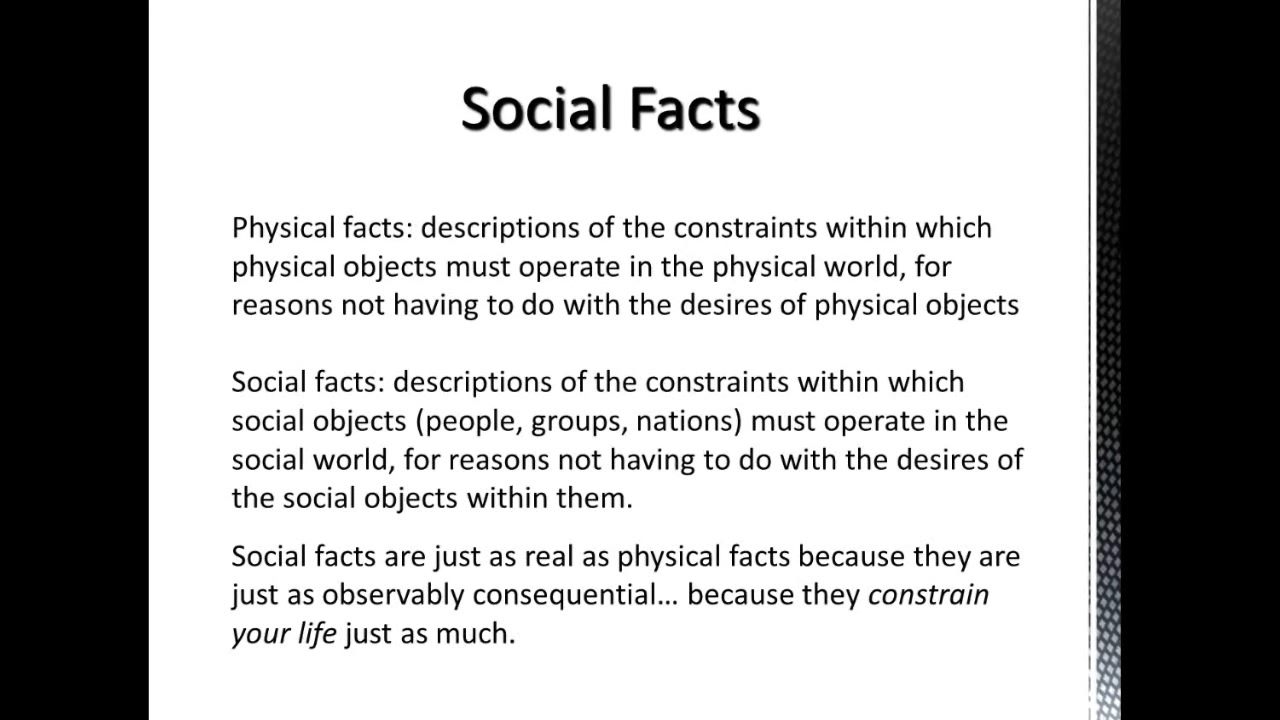 Social Facts
Physical facts: descriptions of the constraints within which
physical objects must operate in the physical world, for
reasons not having to do with the desires of physical objects
Social facts: descriptions of the constraints within which
social objects (people, groups, nations) must operate in the
social world, for reasons not having to do with the desires of
the social objects within them.
Social facts are just as real as physical facts because they are
just as observably consequential... because they constrain
your life just as much.